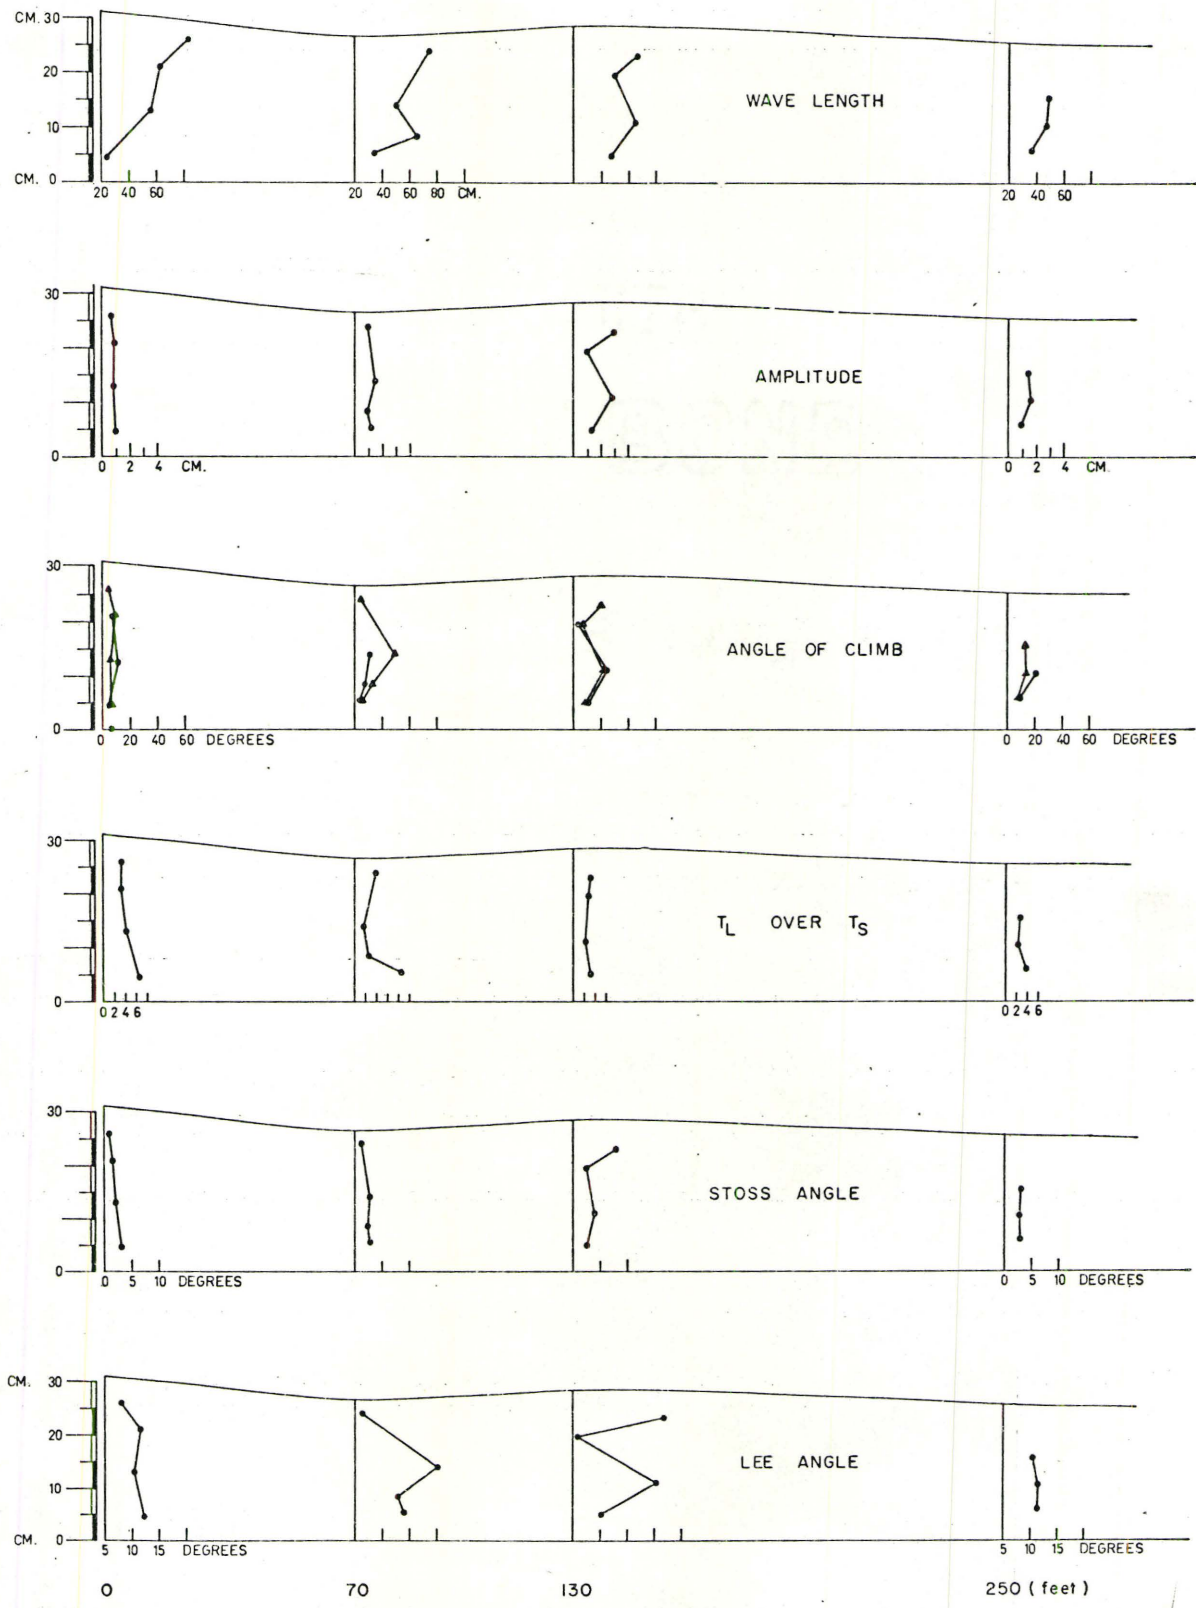 CM. 30
20
WAVE LENGTH
10
CM. 0
20 40 60
20 40 60 80 CM.
20 40 60
30
AMPLITUDE
0
0 2 4 CM.
0 2 4 CM.
30
ANGLE OF CLIMB
0
0 20 40 60 DEGREES
0 20 40 60 DEGREES
30
TL OVER TS
0
0 2 4 6
0 2 4 6
30
STOSS ANGLE
0
0 5 10 DEGREES
0 5 10 DEGREES
CM. 30
20
LEE ANGLE
10
CM. 0
5 10 15 DEGREES
5 10 15 DEGREES
0 70 130 250 (feet)